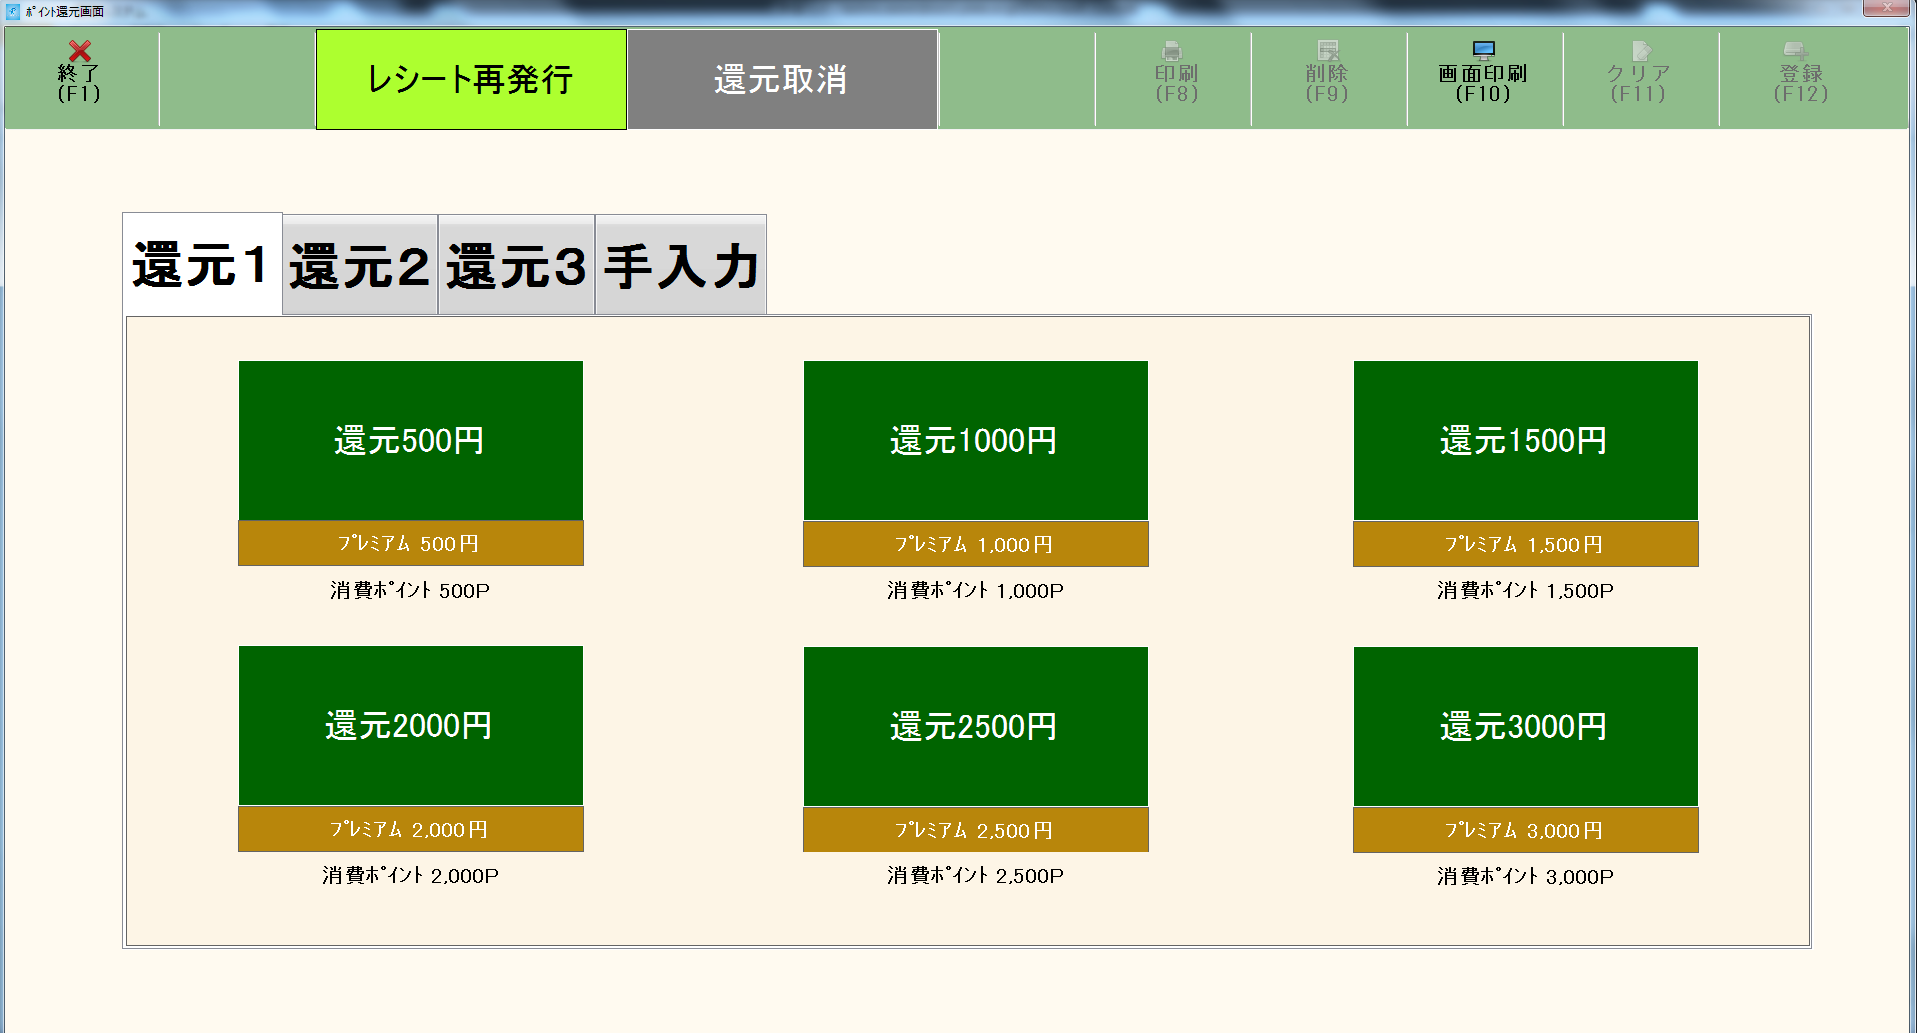 ﾎﾟｲﾝﾄ還元画面
終了
(F1)
レシート再発行
還元取消
印刷
(F8)
削除
(F9)
画面印刷
(F10)
クリア
(F11)
登録
(F12)
還元1
還元2
還元3
手入力
還元500円
還元1000円
還元1500円
ﾌﾟﾚﾐｱﾑ 500円
ﾌﾟﾚﾐｱﾑ 1,000円
ﾌﾟﾚﾐｱﾑ 1,500円
消費ﾎﾟｲﾝﾄ 500P
消費ﾎﾟｲﾝﾄ 1,000P
消費ﾎﾟｲﾝﾄ 1,500P
還元2000円
還元2500円
還元3000円
ﾌﾟﾚﾐｱﾑ 2,000円
ﾌﾟﾚﾐｱﾑ 2,500円
ﾌﾟﾚﾐｱﾑ 3,000円
消費ﾎﾟｲﾝﾄ 2,000P
消費ﾎﾟｲﾝﾄ 2,500P
消費ﾎﾟｲﾝﾄ 3,000P